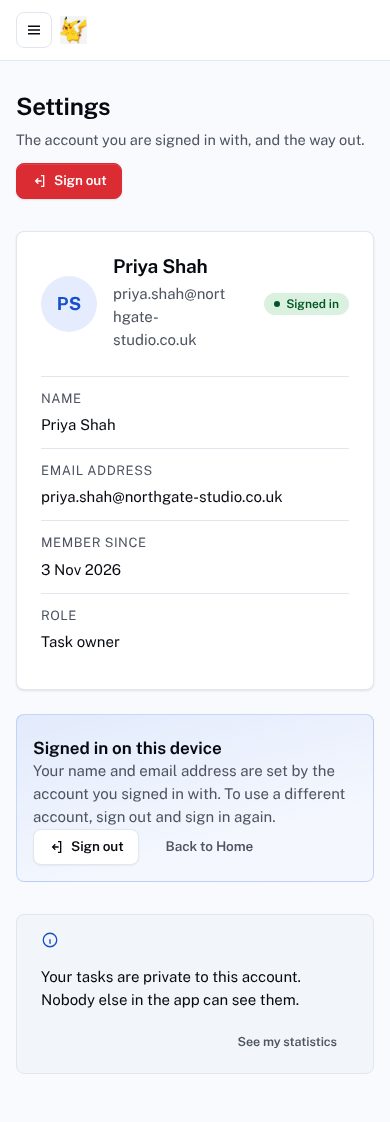 Settings
The account you are signed in with, and the way out.
Sign out
PS
Priya Shah
priya.shah@nort
hgate-
studio.co.uk
Signed in
NAME
Priya Shah
EMAIL ADDRESS
priya.shah@northgate-studio.co.uk
MEMBER SINCE
3 Nov 2026
ROLE
Task owner
Signed in on this device
Your name and email address are set by the
account you signed in with. To use a different
account, sign out and sign in again.
Sign out
Back to Home
Your tasks are private to this account.
Nobody else in the app can see them.
See my statistics